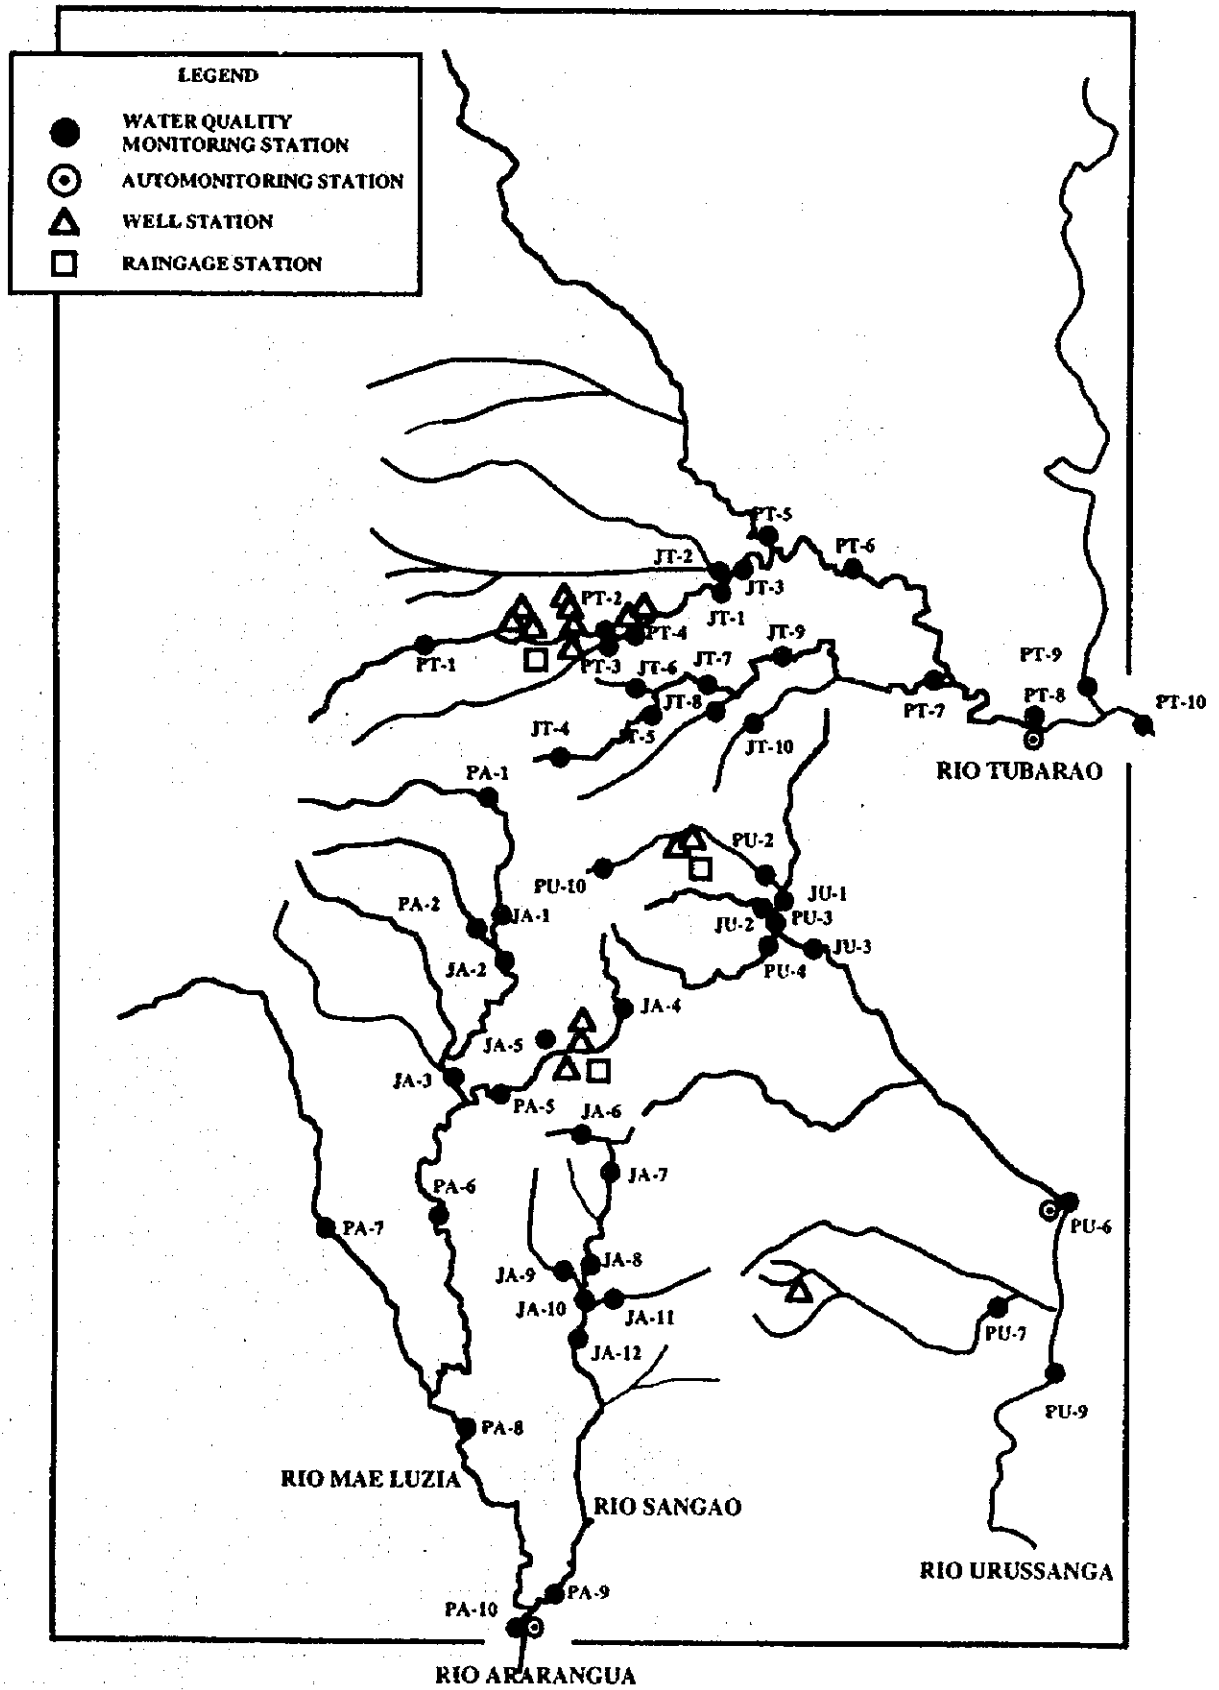 LEGEND
WATER QUALITY
MONITORING STATION
AUTOMONITORING STATION
WELL STATION
RAINGAGE STATION
PT-5
JT-2
PT-6
JT-3
PT-2
JT-1
PT-4
JT-9
PT-1
PT-3
JT-6
JT-7
PT-9
JT-8
PT-7
PT-8
PT-10
JT-4
JT-5
JT-10
RIO TUBARAO
PA-1
PU-2
PU-10
JU-1
PA-2
JA-1
JU-2
PU-3
JU-3
JA-2
PU-4
JA-4
JA-5
JA-3
PA-5
JA-6
JA-7
PA-6
PA-7
PU-6
JA-8
JA-9
JA-10
JA-11
PU-7
JA-12
PU-9
PA-8
RIO MAE LUZIA
RIO SANGAO
RIO URUSSANGA
PA-9
PA-10
RIO ARARANGUA